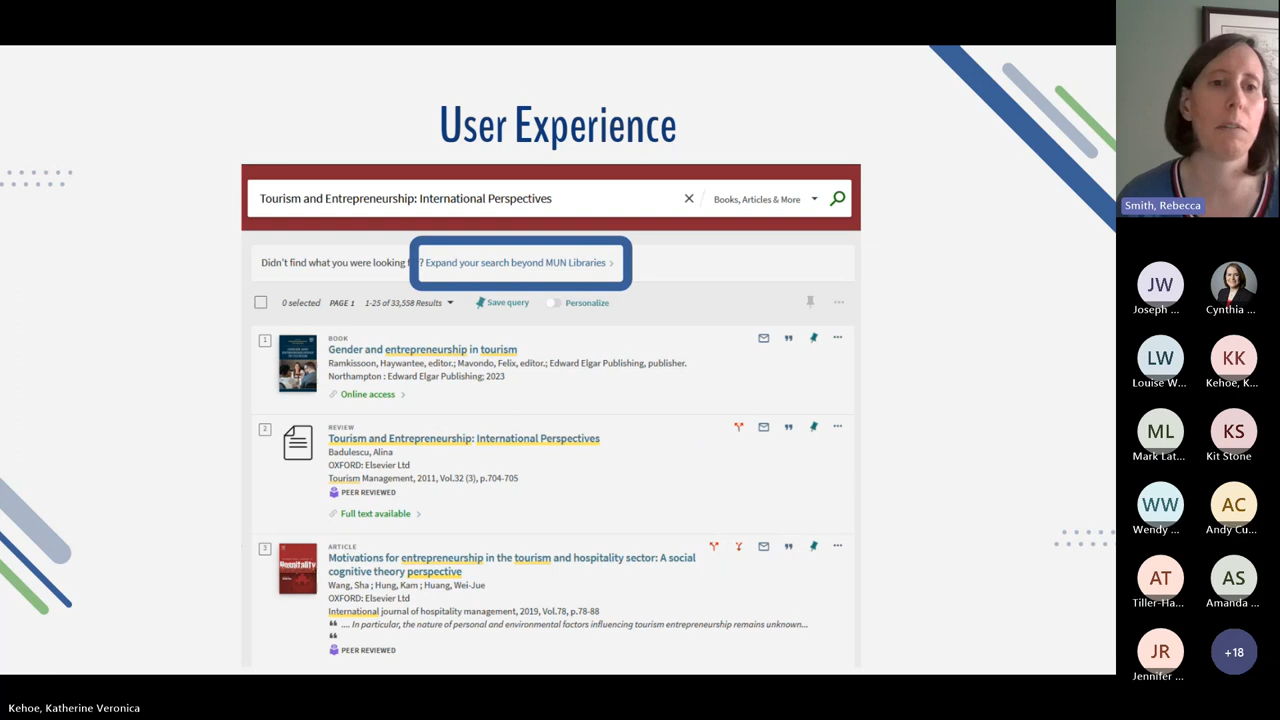 User Experience
Tourism and Entrepreneurship: International Perspectives
Books, Articles & More
Didn't find what you were looking ? Expand your search beyond MUN Libraries >
0 selected PAGE 1 1-25 of 33,558 Results Save query Personalize
1
BOOK
Gender and entrepreneurship in tourism
Ramkissoon, Haywantee, editor.; Mavondo, Felix, editor.; Edward Elgar Publishing, publisher.
Northampton : Edward Elgar Publishing; 2023
Online access >
2
REVIEW
Tourism and Entrepreneurship: International Perspectives
Badulescu, Alina
OXFORD: Elsevier Ltd
Tourism Management, 2011, Vol.32 (3), p.704-705
PEER REVIEWED
Full text available >
3
ARTICLE
Motivations for entrepreneurship in the tourism and hospitality sector: A social
cognitive theory perspective
Wang, Sha ; Hung, Kam ; Huang, Wei-Jue
OXFORD: Elsevier Ltd
International journal of hospitality management, 2019, Vol.78, p.78-88
.... In particular, the nature of personal and environmental factors influencing tourism entrepreneurship remains unknown...
PEER REVIEWED
Smith, Rebecca
JW
Joseph ...
Cynthia ...
LW
Louise W...
KK
Kehoe, K...
ML
Mark Lat...
KS
Kit Stone
WW
Wendy ...
AC
Andy Cu...
AT
Tiller-Ha...
AS
Amanda ...
JR
Jennifer ...
+18
Kehoe, Katherine Veronica